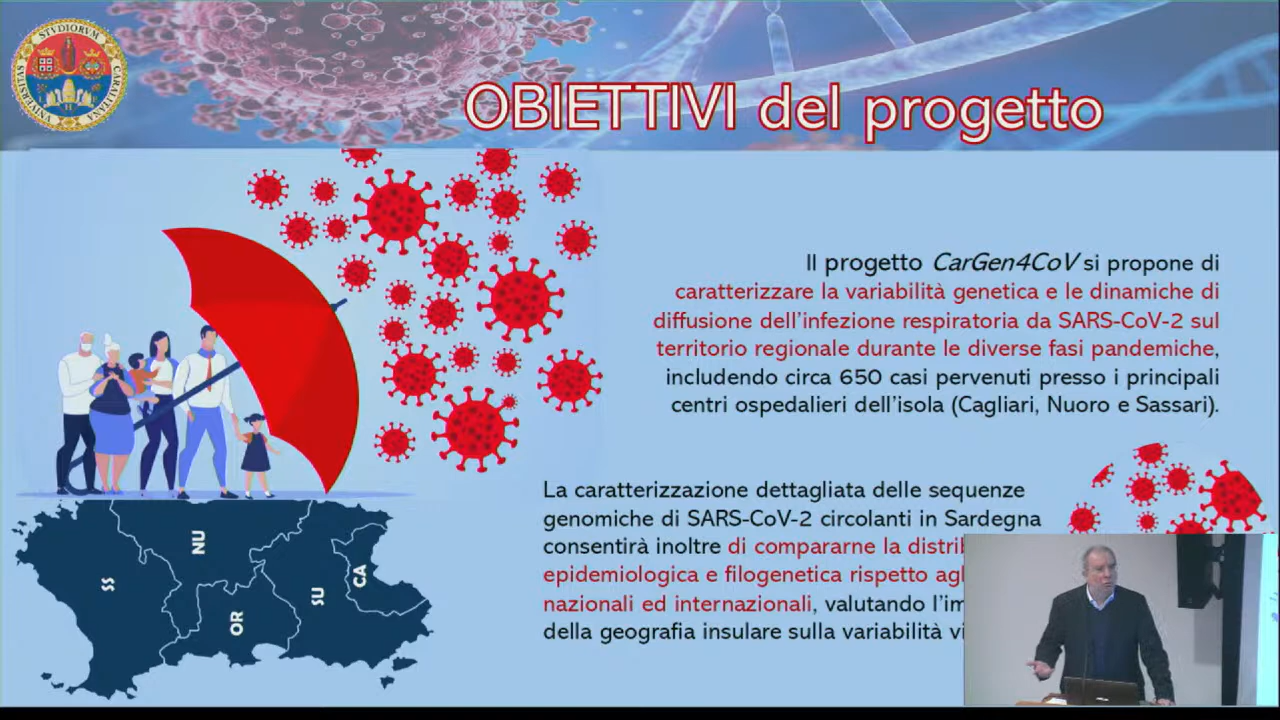 STVDIORVM
VNIVERSITAS
CARALITANA
OBIETTIVI del progetto
Il progetto CarGen4CoV si propone di
caratterizzare la variabilità genetica e le dinamiche di
diffusione dell'infezione respiratoria da SARS-CoV-2 sul
territorio regionale durante le diverse fasi pandemiche,
includendo circa 650 casi pervenuti presso i principali
centri ospedalieri dell'isola (Cagliari, Nuoro e Sassari).
La caratterizzazione dettagliata delle sequenze
genomiche di SARS-CoV-2 circolanti in Sardegna
consentirà inoltre di compararne la
epidemiologica e filogenetica rispetto
nazionali ed internazionali, valutando
della geografia insulare sulla variabilità
SS
NU
OR
SU
CA